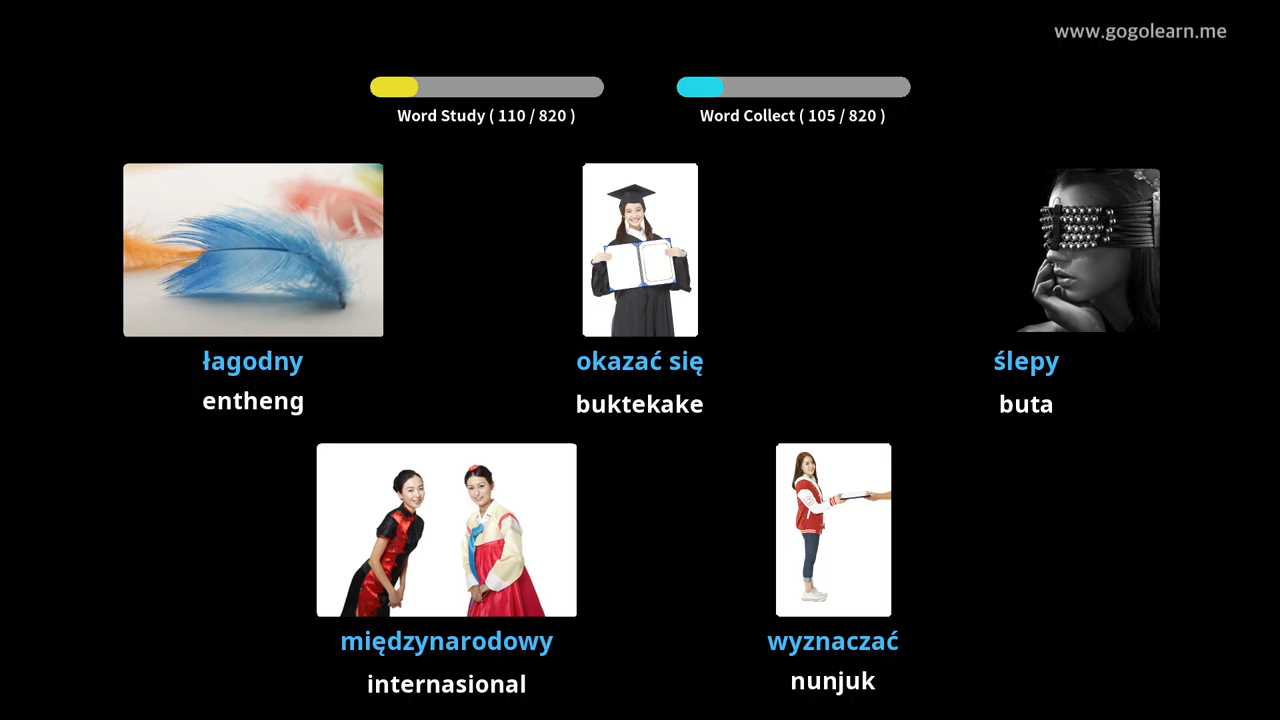 www.gogolearn.me
Word Study ( 110 / 820 )
Word Collect ( 105 / 820 )
łagodny
entheng
okazać się
buktekake
ślepy
buta
międzynarodowy
internasional
wyznaczać
nunjuk